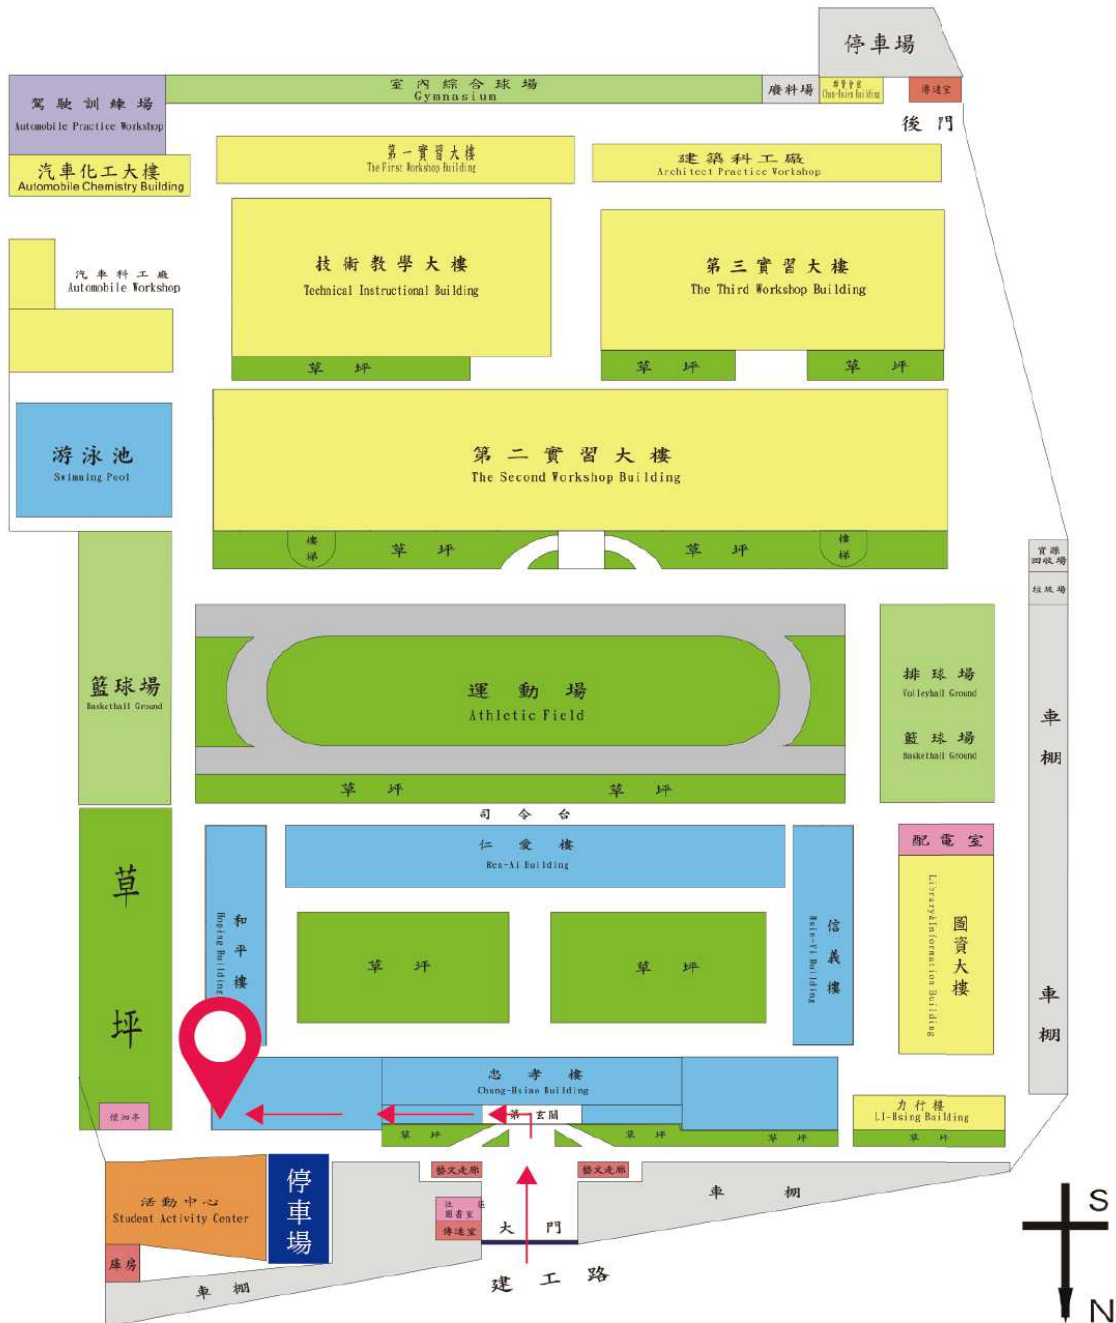 停車場
室內綜合球場
Gymnasium
廢料場
Chun-Hsien Building
傳達室
後門
駕駛訓練場
Automobile Practice Workshop
汽車化工大樓
Automobile Chemistry Building
第一實習大樓
The First Workshop Building
建築科工廠
Architect Practice Workshop
汽車科工廠
Automobile Workshop
技術教學大樓
Technical Instructional Building
第三實習大樓
The Third Workshop Building
草坪
草坪
草坪
游泳池
Swimming Pool
第二實習大樓
The Second Workshop Building
樓梯
草坪
草坪
樓梯
資源回收場
垃圾場
籃球場
Basketball Ground
運動場
Athletic Field
排球場
Volleyball Ground
籃球場
Basketball Ground
車棚
草坪
草坪
司令台
草坪
和平樓
Hoping Building
仁愛樓
Ren-Ai Building
信義樓
Hsin-Yi Building
配電室
圖資大樓
Library&Information Building
草坪
草坪
車棚
忠孝樓
Chung-Hsiao Building
第一玄關
力行樓
LI-Hsing Building
草坪
草坪
草坪
草坪
藝文走廊
藝文走廊
活動中心
Student Activity Center
停車場
社區
圖書室
傳達室
大門
車棚
庫房
車棚
建工路
S
N